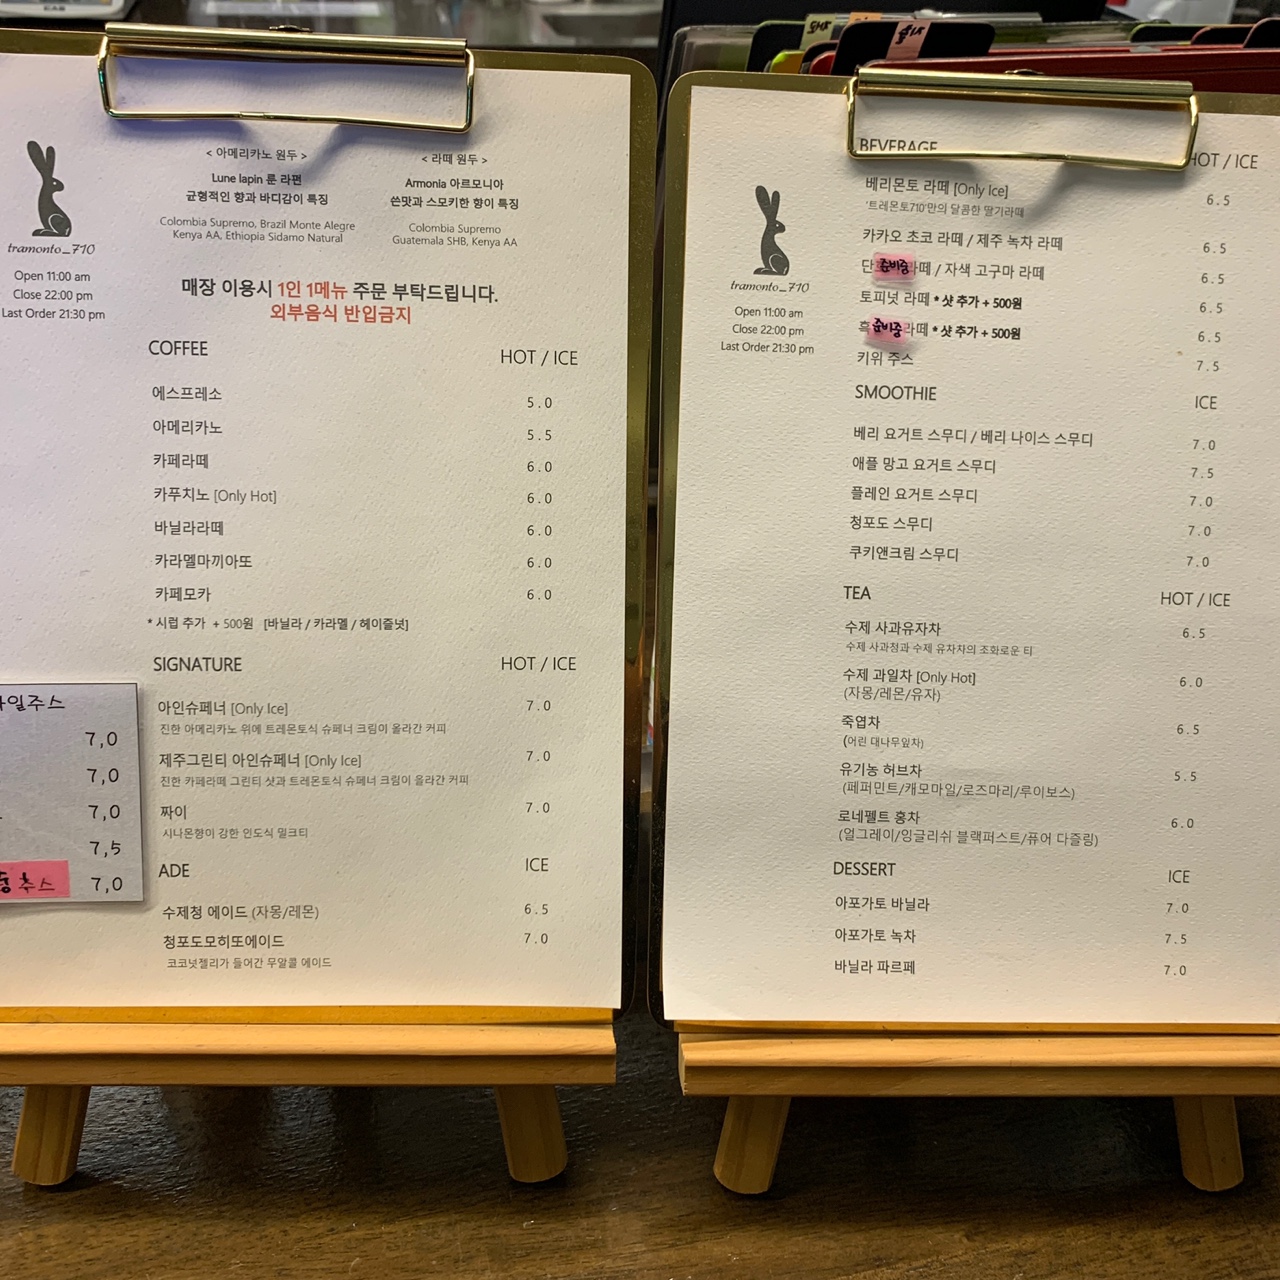 CAS
tramonto_710
Open 11:00 am
Close 22:00 pm
Last Order 21:30 pm
< 아메리카노 원두 >
Lune lapin 룬 라펜
균형적인 향과 바디감이 특징
Colombia Supremo, Brazil Monte Alegre
Kenya AA, Ethiopia Sidamo Natural
< 라떼 원두 >
Armonia 아르모니아
쓴맛과 스모키한 향이 특징
Colombia Supremo
Guatemala SHB, Kenya AA
매장 이용시 1인 1메뉴 주문 부탁드립니다.
외부음식 반입금지
COFFEE HOT / ICE
에스프레소 5.0
아메리카노 5.5
카페라떼 6.0
카푸치노 [Only Hot] 6.0
바닐라라떼 6.0
카라멜마끼아또 6.0
카페모카 6.0
* 시럽 추가 + 500원 [바닐라 / 카라멜 / 헤이즐넛]
SIGNATURE HOT / ICE
아인슈페너 [Only Ice] 7.0
진한 아메리카노 위에 트레몬토식 슈페너 크림이 올라간 커피
제주그린티 아인슈페너 [Only Ice] 7.0
진한 카페라떼 그린티 샷과 트레몬토식 슈페너 크림이 올라간 커피
짜이 7.0
시나몬향이 강한 인도식 밀크티
ADE ICE
수제청 에이드 (자몽/레몬) 6.5
청포도모히또에이드 7.0
코코넛젤리가 들어간 무알콜 에이드
일주스
7,0
7,0
7,0
7,5
주스 7,0
tramonto_710
Open 11:00 am
Close 22:00 pm
Last Order 21:30 pm
BEVERAGE HOT / ICE
베리몬토 라떼 [Only Ice] 6.5
'트레몬토710'만의 달콤한 딸기라떼
카카오 초코 라떼 / 제주 녹차 라떼 6.5
단 준비중 라떼 / 자색 고구마 라떼 6.5
토피넛 라떼 * 샷 추가 + 500원 6.5
흑 준비중 라떼 * 샷 추가 + 500원 6.5
키위 주스 7.5
SMOOTHIE ICE
베리 요거트 스무디 / 베리 나이스 스무디 7.0
애플 망고 요거트 스무디 7.5
플레인 요거트 스무디 7.0
청포도 스무디 7.0
쿠키앤크림 스무디 7.0
TEA HOT / ICE
수제 사과유자차 6.5
수제 사과청과 수제 유자차의 조화로운 티
수제 과일차 [Only Hot] 6.0
(자몽/레몬/유자)
죽엽차 6.5
(어린 대나무잎차)
유기농 허브차 5.5
(페퍼민트/캐모마일/로즈마리/루이보스)
로네펠트 홍차 6.0
(얼그레이/잉글리쉬 블랙퍼스트/퓨어 다즐링)
DESSERT ICE
아포가토 바닐라 7.0
아포가토 녹차 7.5
바닐라 파르페 7.0